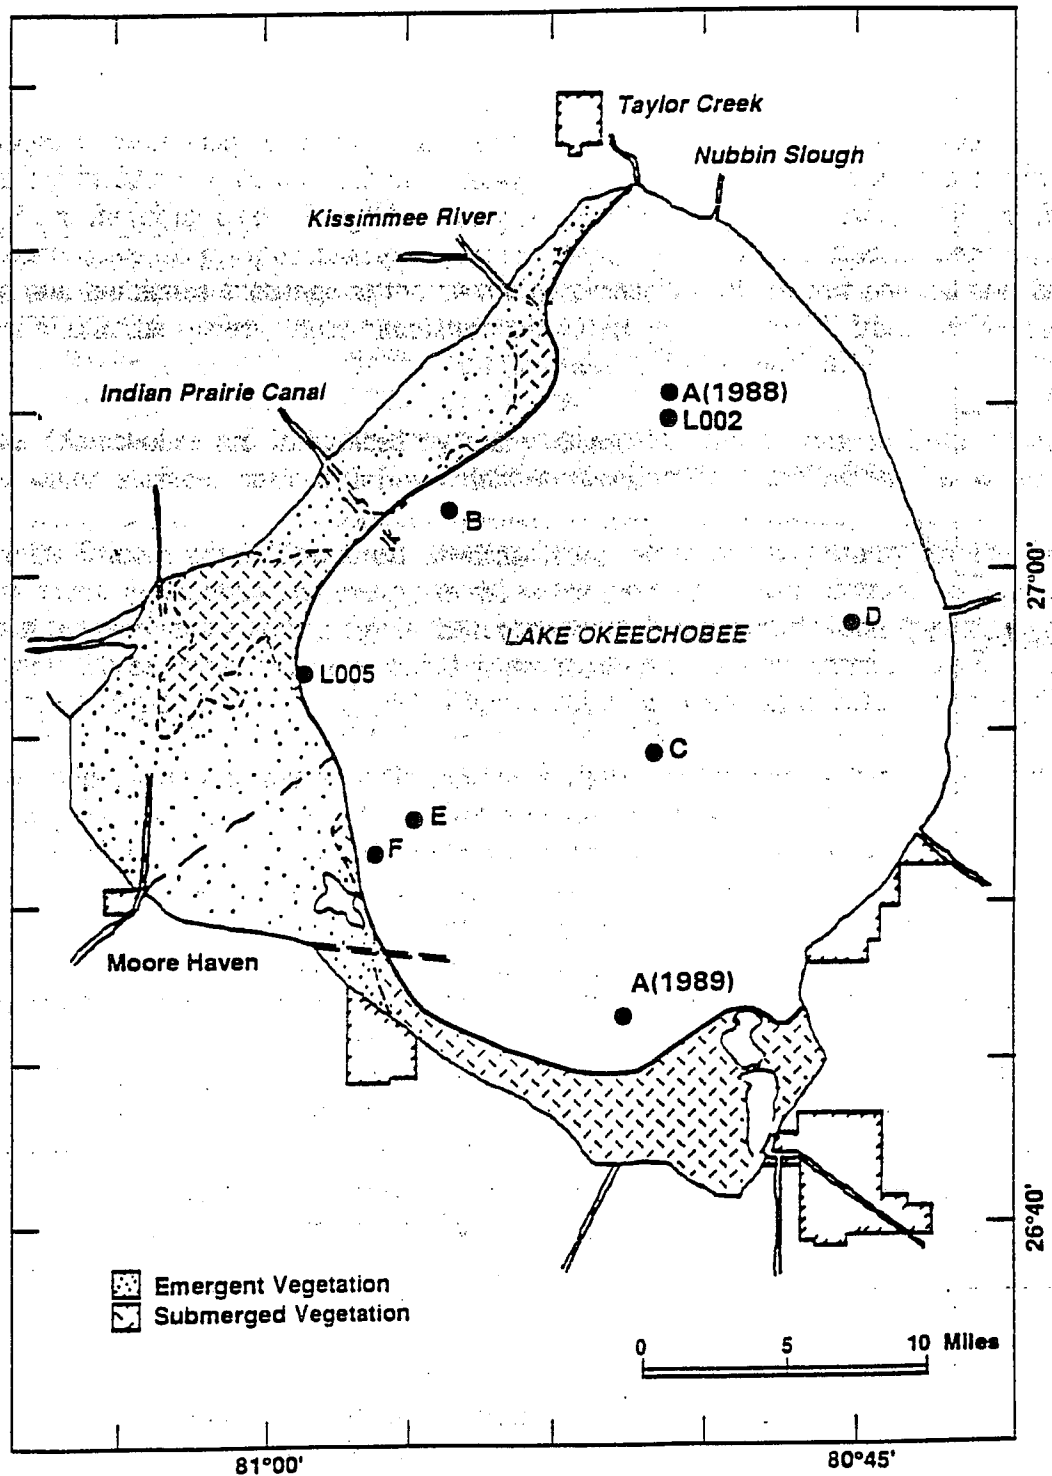 Taylor Creek
Nubbin Slough
Kissimmee River
Indian Prairie Canal
A(1988)
L002
B
27°00'
D
LAKE OKEECHOBEE
L005
C
E
F
Moore Haven
A(1989)
26°40'
Emergent Vegetation
Submerged Vegetation
0 5 10 Miles
81°00'
80°45'